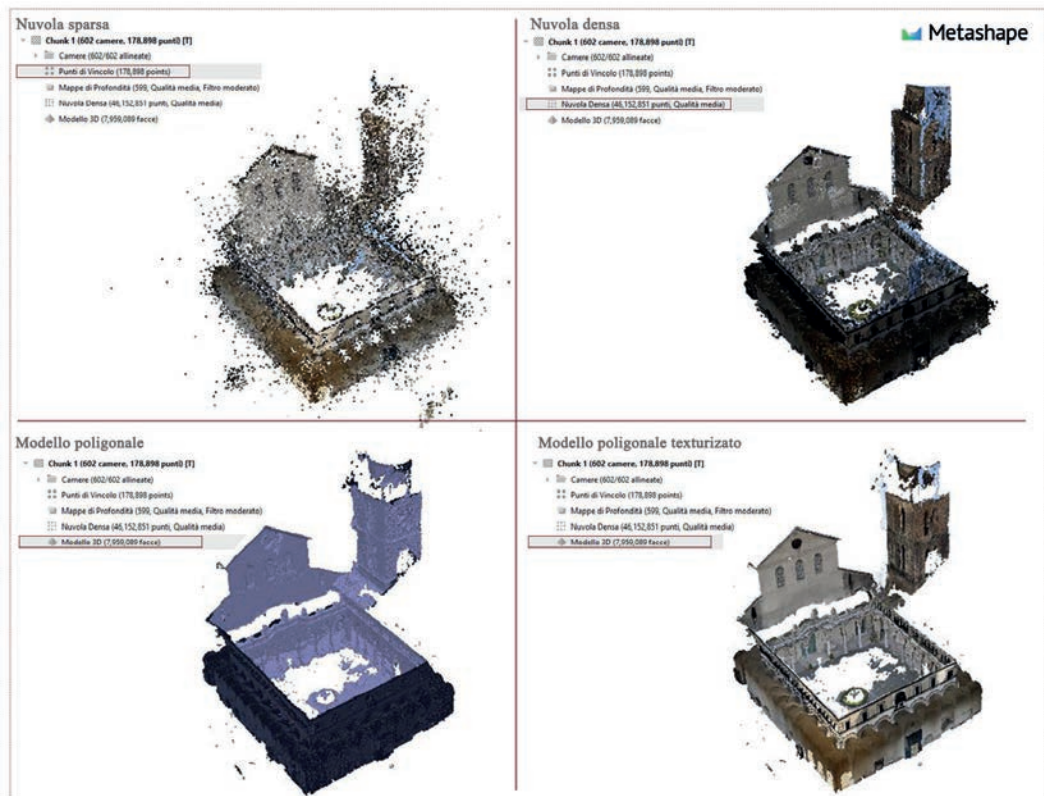 Nuvola sparsa
Chunk 1 (602 camere, 178,898 punti) [T]
Camere (602/602 allineate)
Punti di Vincolo (178,898 points)
Mappe di Profondità (599, Qualità media, Filtro moderato)
Nuvola Densa (46,152,851 punti, Qualità media)
Modello 3D (7,959,089 facce)
Nuvola densa
Chunk 1 (602 camere, 178,898 punti) [T]
Camere (602/602 allineate)
Punti di Vincolo (178,898 points)
Mappe di Profondità (599, Qualità media, Filtro moderato)
Nuvola Densa (46,152,851 punti, Qualità media)
Modello 3D (7,959,089 facce)
Metashape
Modello poligonale
Chunk 1 (602 camere, 178,898 punti) [T]
Camere (602/602 allineate)
Punti di Vincolo (178,898 points)
Mappe di Profondità (599, Qualità media, Filtro moderato)
Nuvola Densa (46,152,851 punti, Qualità media)
Modello 3D (7,959,089 facce)
Modello poligonale texturizato
Chunk 1 (602 camere, 178,898 punti) [T]
Camere (602/602 allineate)
Punti di Vincolo (178,898 points)
Mappe di Profondità (599, Qualità media, Filtro moderato)
Nuvola Densa (46,152,851 punti, Qualità media)
Modello 3D (7,959,089 facce)